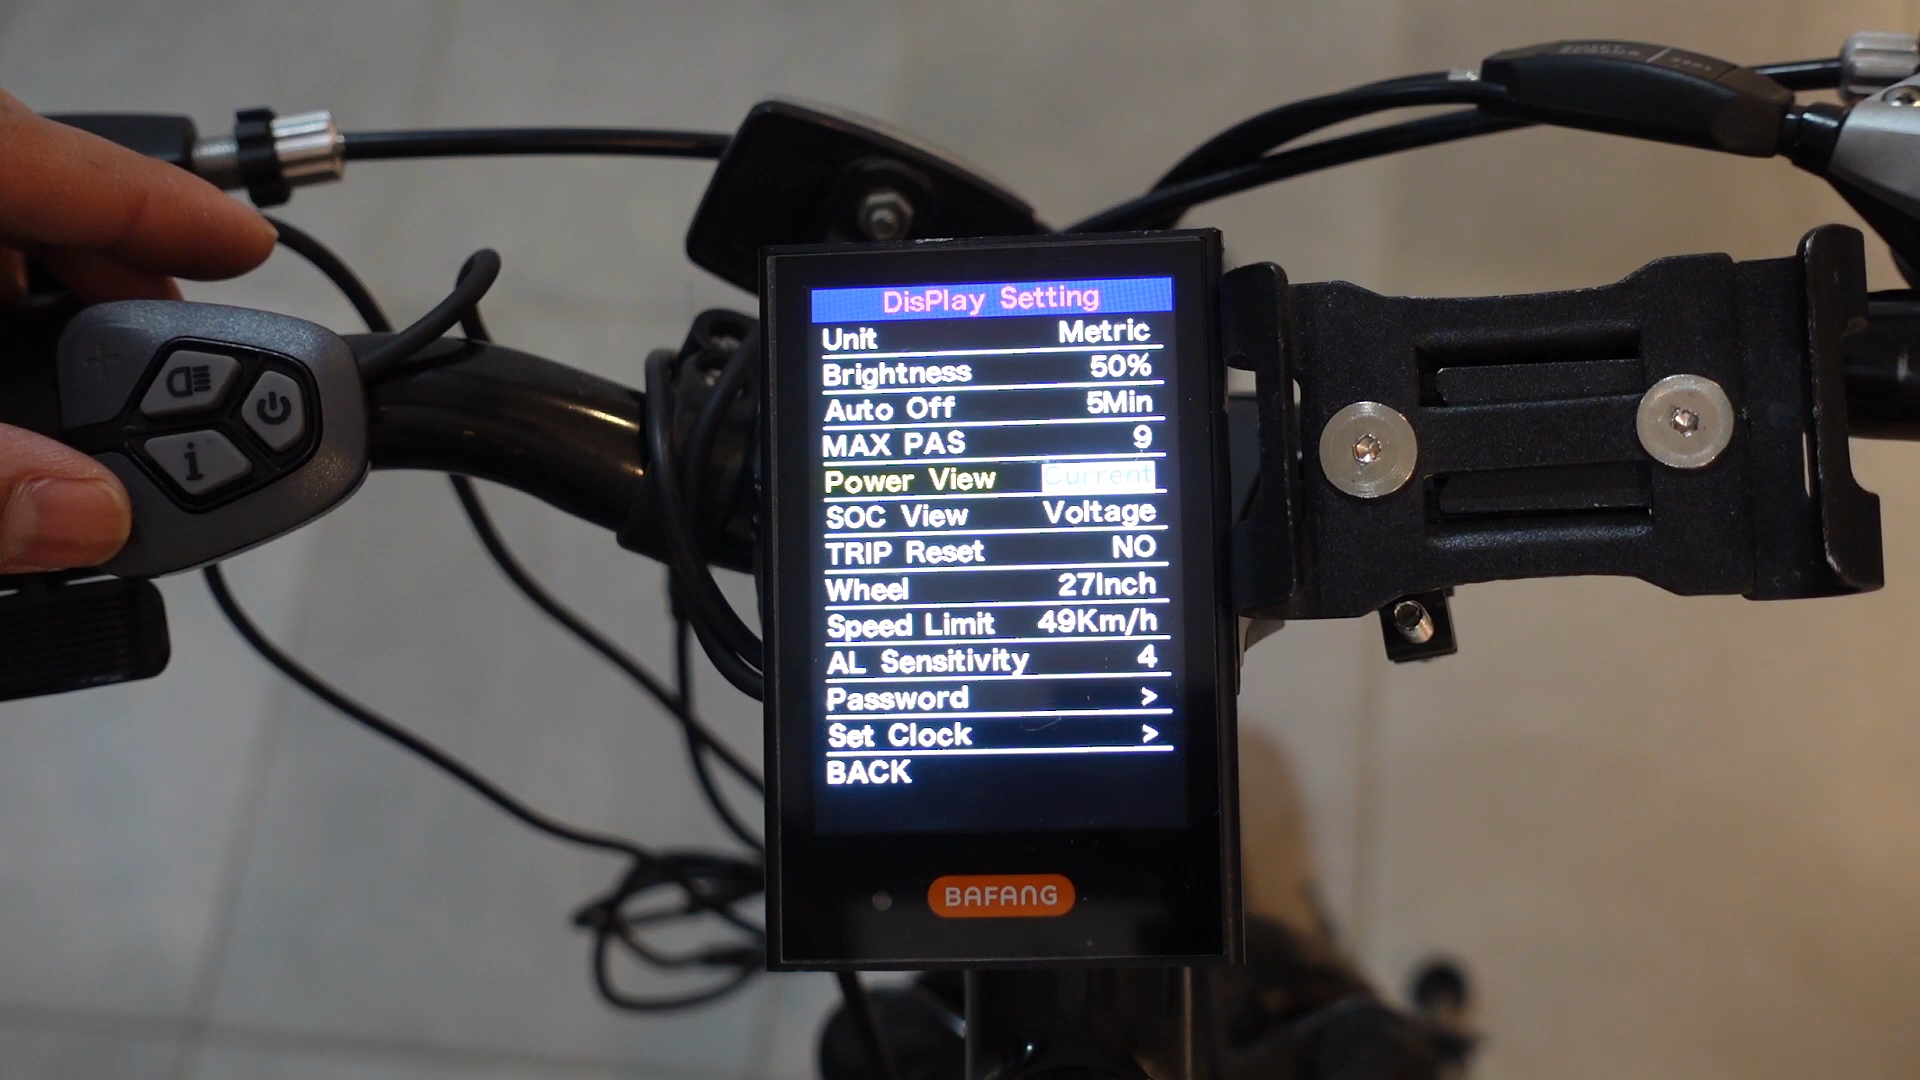 DisPlay Setting
Unit Metric
Brightness 50%
Auto Off 5Min
MAX PAS 9
Power View Current
SOC View Voltage
TRIP Reset NO
Wheel 27Inch
Speed Limit 49Km/h
AL Sensitivity 4
Password >
Set Clock >
BACK
BAFANG
i